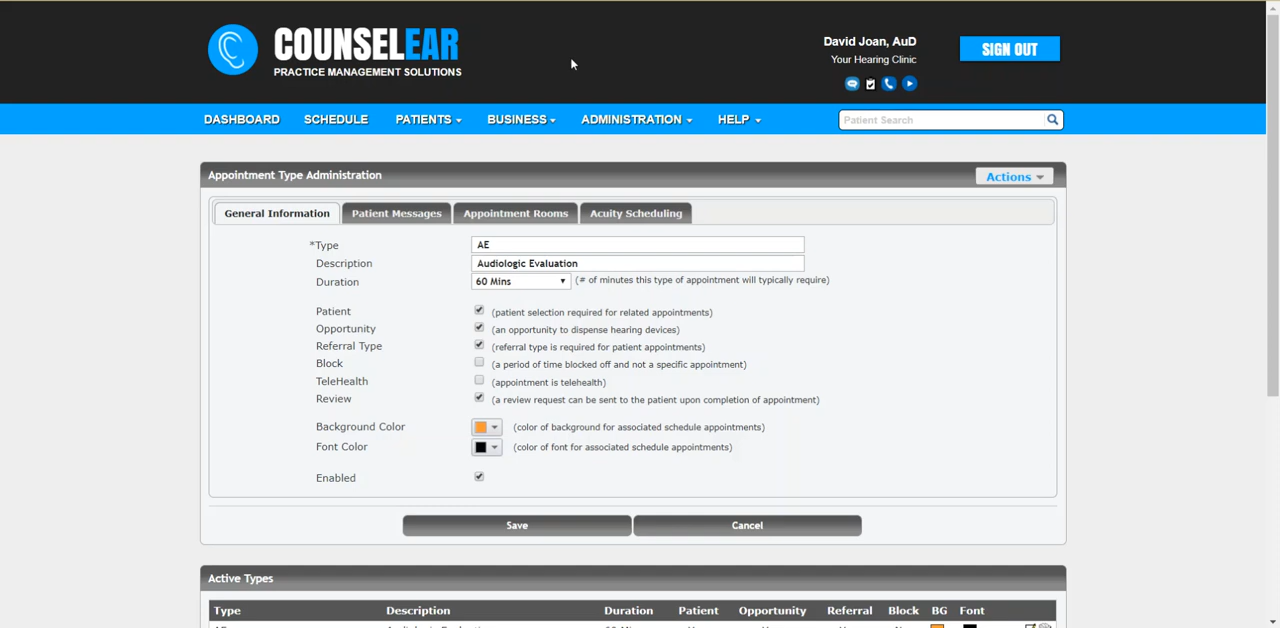 COUNSELEAR
PRACTICE MANAGEMENT SOLUTIONS
David Joan, AuD
Your Hearing Clinic
SIGN OUT
DASHBOARD SCHEDULE PATIENTS BUSINESS ADMINISTRATION HELP Patient Search
Appointment Type Administration Actions
General Information Patient Messages Appointment Rooms Acuity Scheduling
*Type AE
Description Audiologic Evaluation
Duration 60 Mins (# of minutes this type of appointment will typically require)
Patient (patient selection required for related appointments)
Opportunity (an opportunity to dispense hearing devices)
Referral Type (referral type is required for patient appointments)
Block (a period of time blocked off and not a specific appointment)
TeleHealth (appointment is telehealth)
Review (a review request can be sent to the patient upon completion of appointment)
Background Color (color of background for associated schedule appointments)
Font Color (color of font for associated schedule appointments)
Enabled
Save Cancel
Active Types
Type Description Duration Patient Opportunity Referral Block BG Font